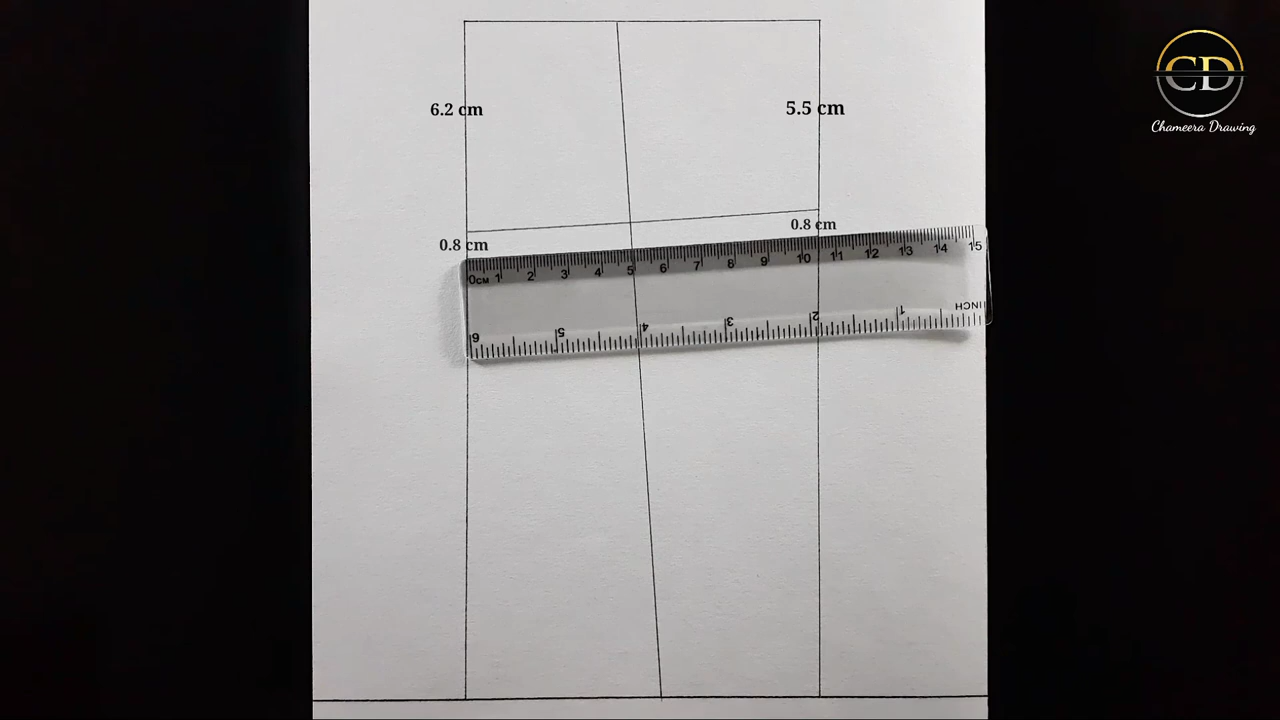 CD
Chameera Drawing
6.2 cm
5.5 cm
0.8 cm
0.8 cm
0CM 1 2 3 4 5 6 7 8 9 10 11 12 13 14 15
INCH
6 5 4 3 2 1